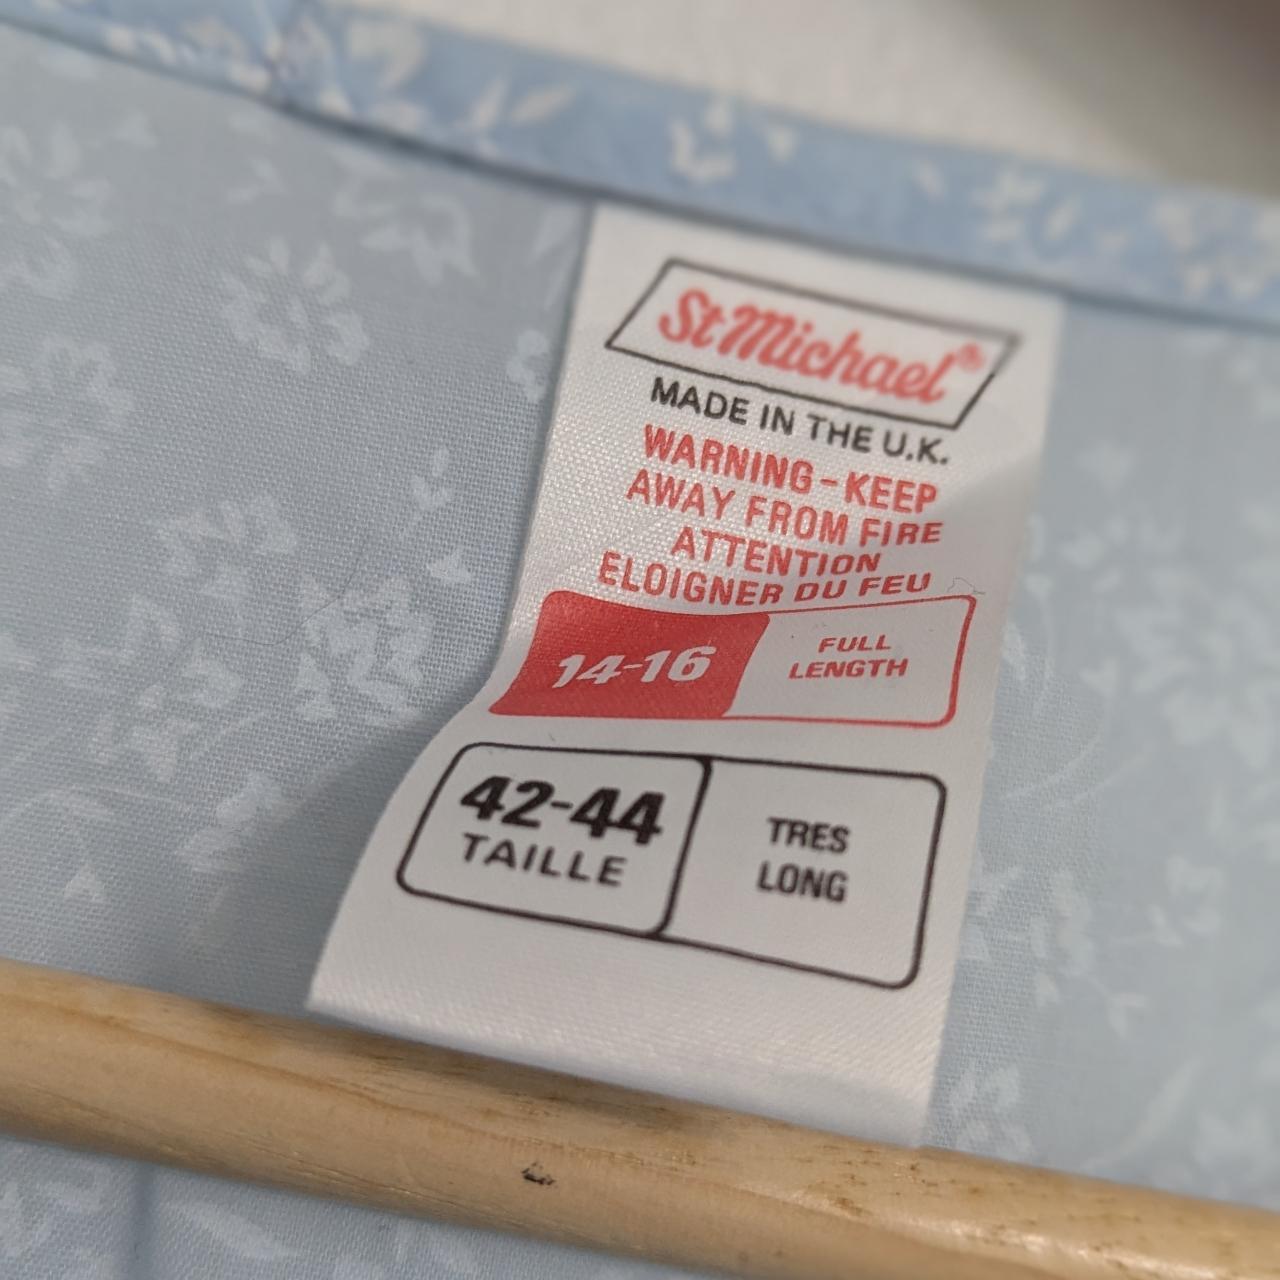 St Michael®
MADE IN THE U.K.
WARNING - KEEP
AWAY FROM FIRE
ATTENTION
ELOIGNER DU FEU
14-16
FULL
LENGTH
42-44
TAILLE
TRES
LONG